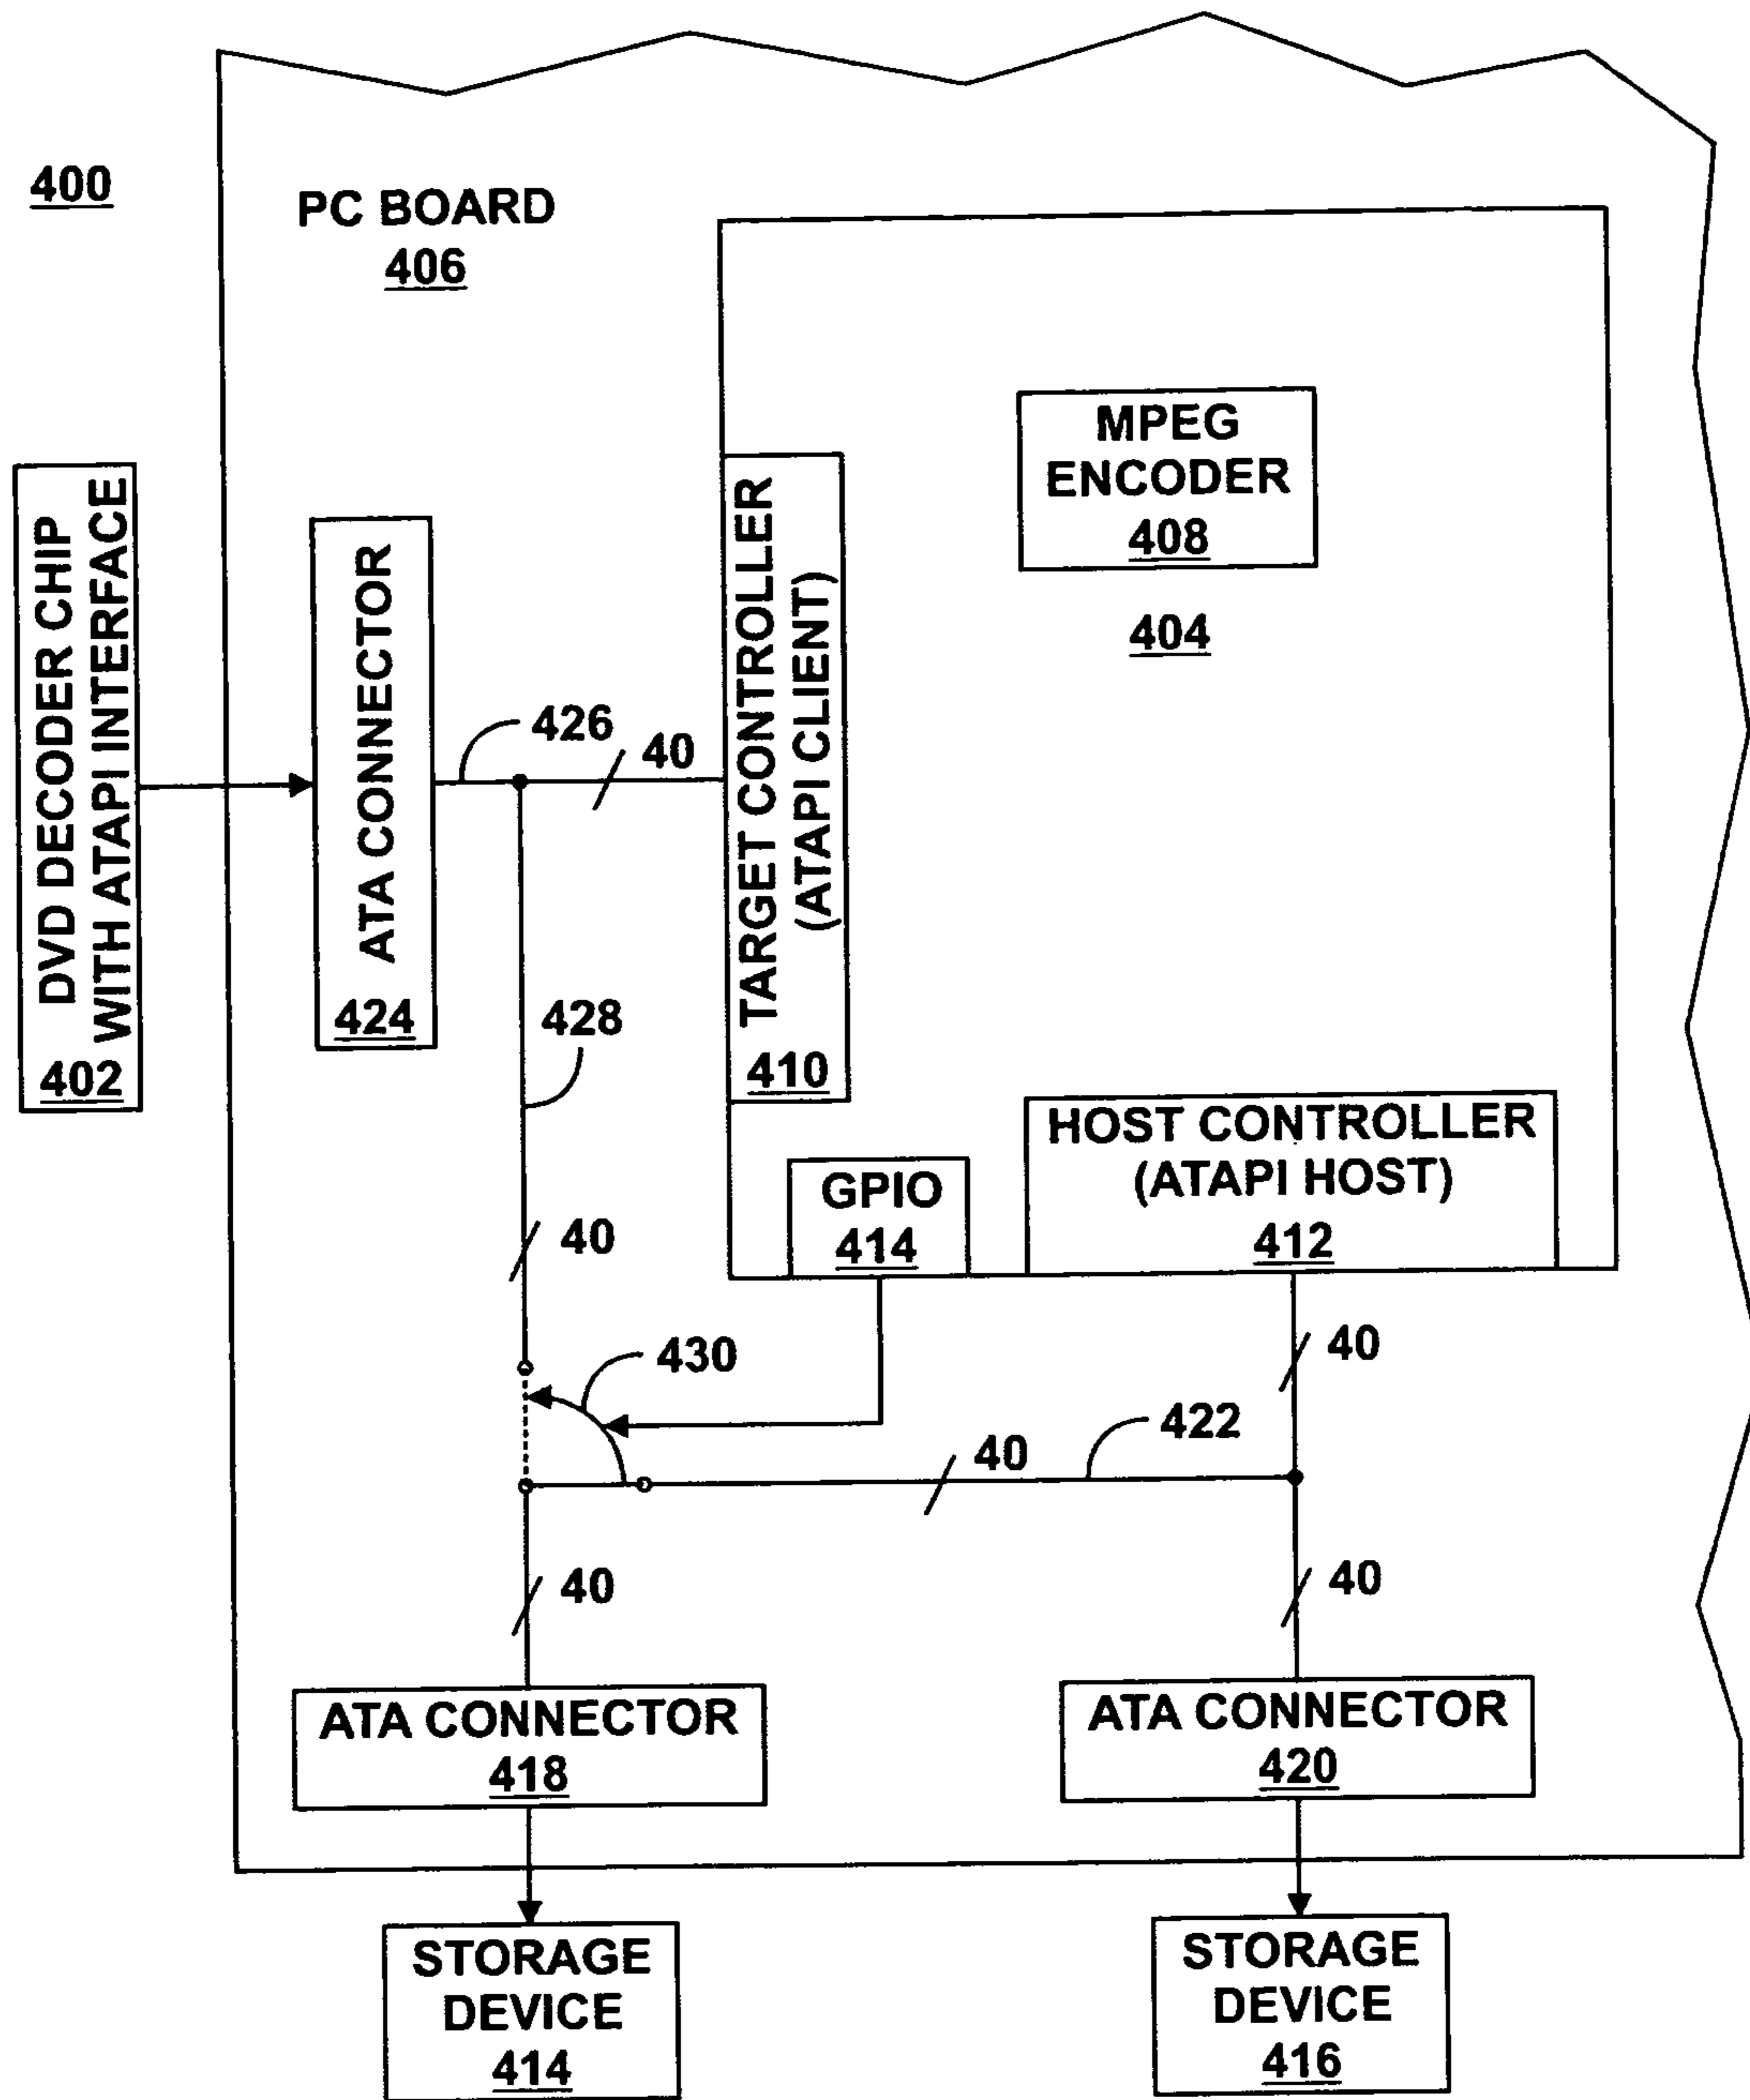 400
PC BOARD
406
MPEG
ENCODER
408
404
DVD DECODER CHIP
WITH ATAPI INTERFACE
402
ATA CONNECTOR
424
426
40
TARGET CONTROLLER
(ATAPI CLIENT)
410
428
HOST CONTROLLER
(ATAPI HOST)
412
GPIO
414
40
430
40
422
40
40
40
ATA CONNECTOR
418
ATA CONNECTOR
420
STORAGE
DEVICE
414
STORAGE
DEVICE
416